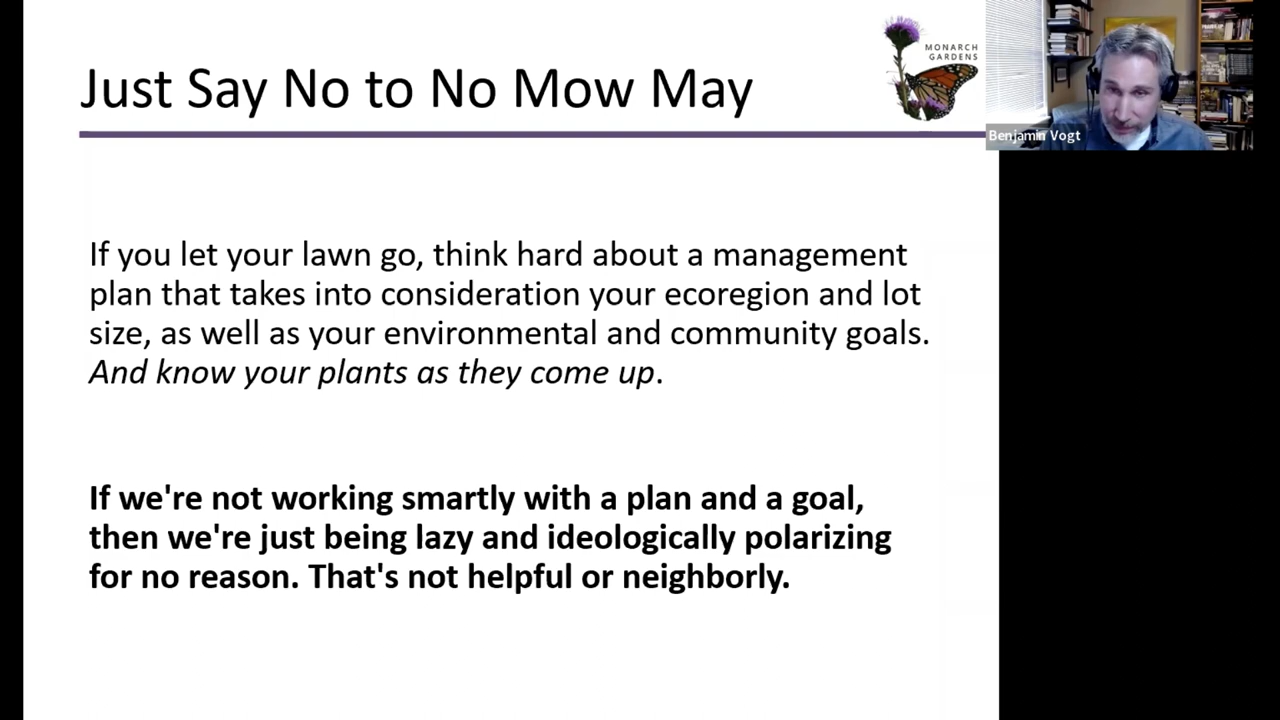 Just Say No to No Mow May
MONARCH
GARDENS
Benjamin Vogt
If you let your lawn go, think hard about a management
plan that takes into consideration your ecoregion and lot
size, as well as your environmental and community goals.
And know your plants as they come up.
If we're not working smartly with a plan and a goal,
then we're just being lazy and ideologically polarizing
for no reason. That's not helpful or neighborly.